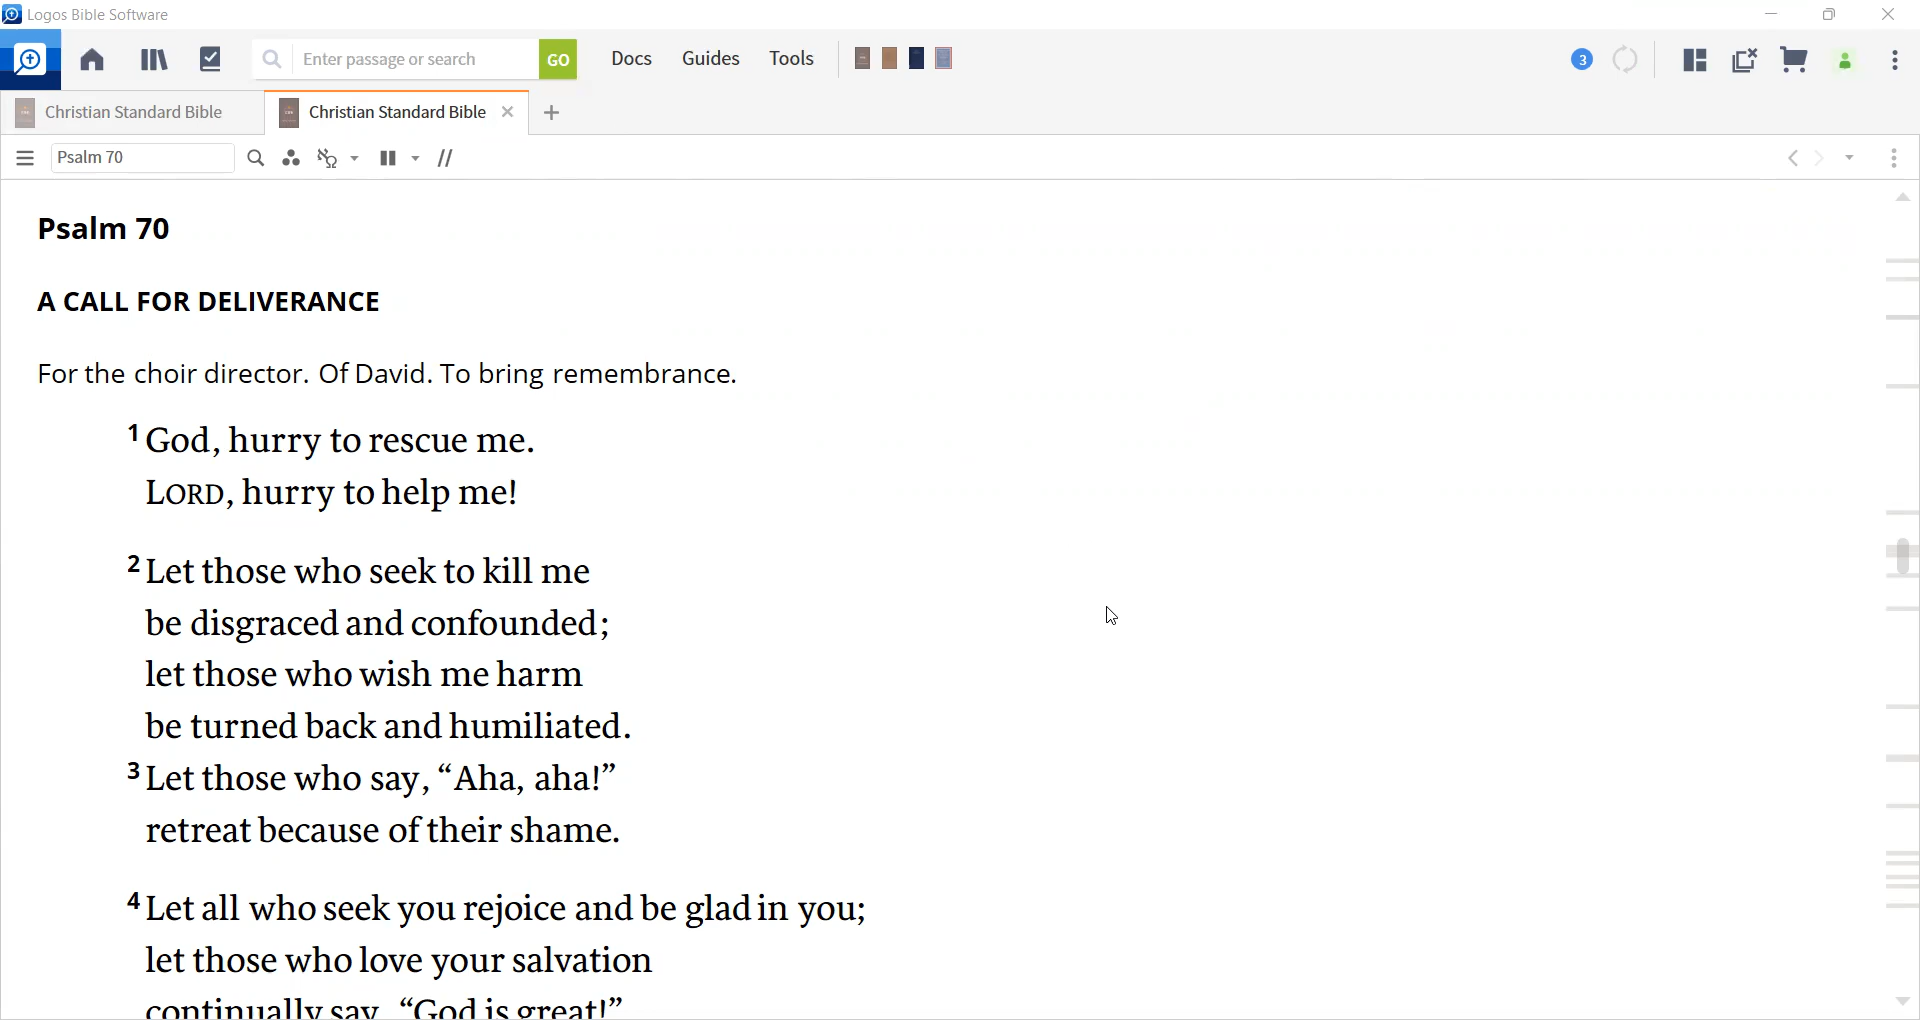 Logos Bible Software
Enter passage or search GO Docs Guides Tools 3
Christian Standard Bible Christian Standard Bible
Psalm 70
Psalm 70
A CALL FOR DELIVERANCE
For the choir director. Of David. To bring remembrance.
1 God, hurry to rescue me.
LORD, hurry to help me!
2 Let those who seek to kill me
be disgraced and confounded;
let those who wish me harm
be turned back and humiliated.
3 Let those who say, “Aha, aha!”
retreat because of their shame.
4 Let all who seek you rejoice and be glad in you;
let those who love your salvation
continually say, “God is great!”